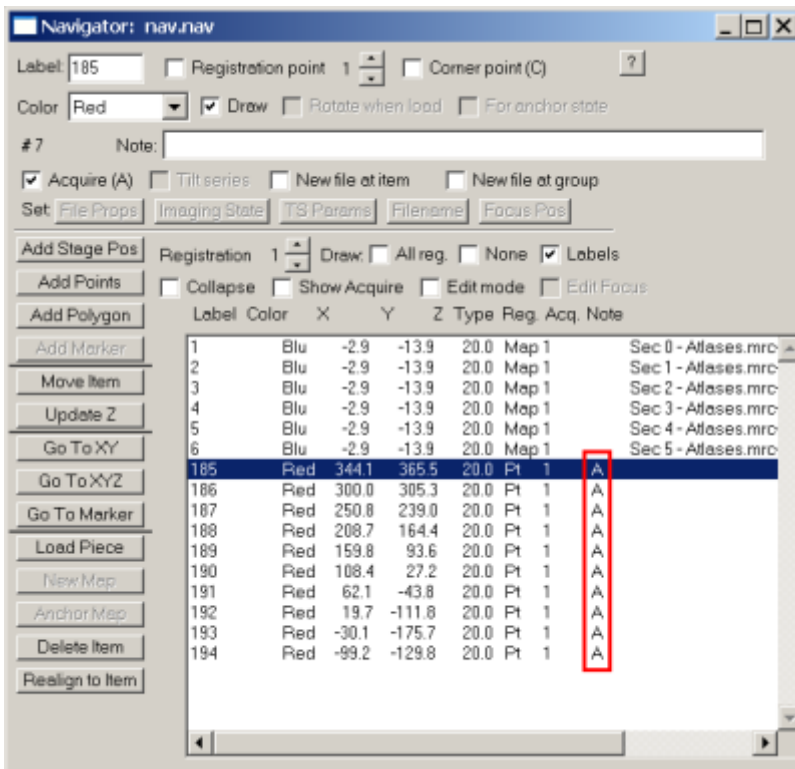 Navigator: nav.nav
Label: 185 Registration point 1 Corner point (C) ?
Color Red Draw Rotate when load For anchor state
# 7 Note:
Acquire (A) Tilt series New file at item New file at group
Set: File Props Imaging State TS Params Filename Focus Pos
Add Stage Pos Registration 1 Draw: All reg. None Labels
Add Points Collapse Show Acquire Edit mode Edit Focus
Add Polygon Label Color X Y Z Type Reg. Acq. Note
Add Marker
Move Item
Update Z
Go To XY
Go To XYZ
Go To Marker
Load Piece
New Map
Anchor Map
Delete Item
Realign to Item
1 Blu -2.9 -13.9 20.0 Map 1 Sec 0 - Atlases.mrc
2 Blu -2.9 -13.9 20.0 Map 1 Sec 1 - Atlases.mrc
3 Blu -2.9 -13.9 20.0 Map 1 Sec 2 - Atlases.mrc
4 Blu -2.9 -13.9 20.0 Map 1 Sec 3 - Atlases.mrc
5 Blu -2.9 -13.9 20.0 Map 1 Sec 4 - Atlases.mrc
6 Blu -2.9 -13.9 20.0 Map 1 Sec 5 - Atlases.mrc
185 Red 344.1 365.5 20.0 Pt 1 A
186 Red 300.0 305.3 20.0 Pt 1 A
187 Red 250.8 239.0 20.0 Pt 1 A
188 Red 208.7 164.4 20.0 Pt 1 A
189 Red 159.8 93.6 20.0 Pt 1 A
190 Red 108.4 27.2 20.0 Pt 1 A
191 Red 62.1 -43.8 20.0 Pt 1 A
192 Red 19.7 -111.8 20.0 Pt 1 A
193 Red -30.1 -175.7 20.0 Pt 1 A
194 Red -99.2 -129.8 20.0 Pt 1 A